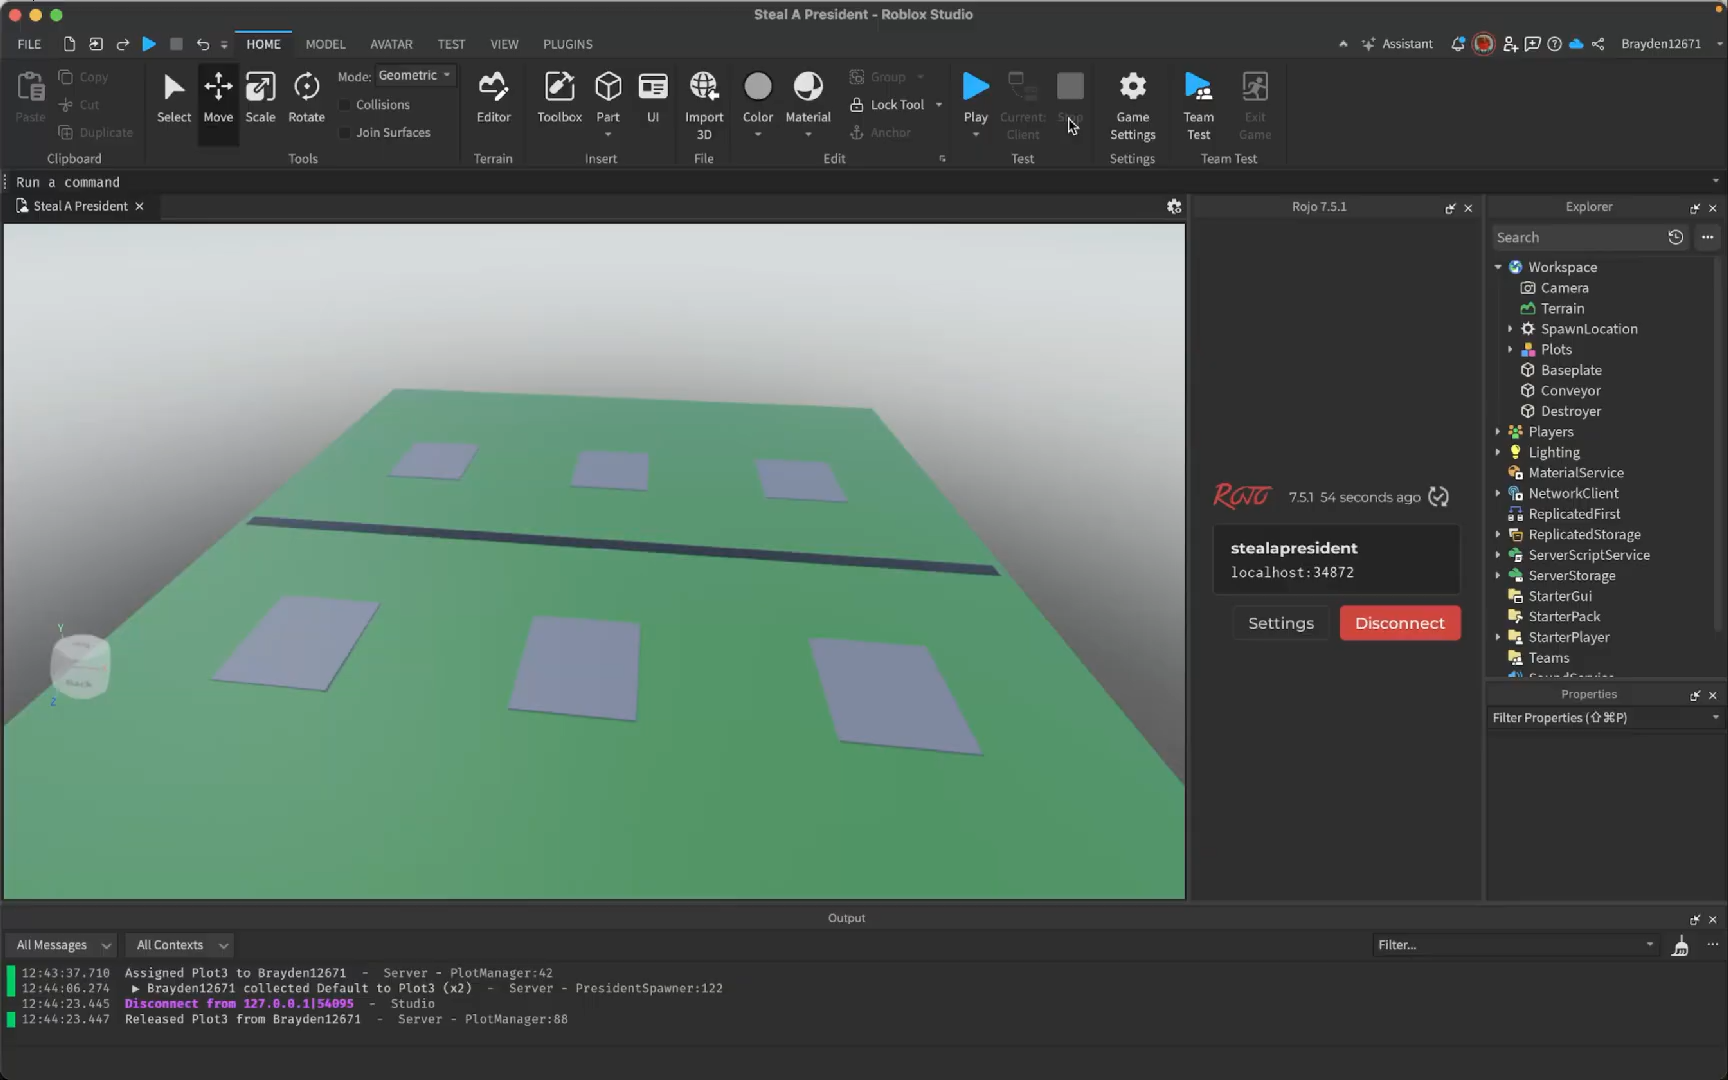 Steal A President - Roblox Studio
FILE HOME MODEL AVATAR TEST VIEW PLUGINS Assistant Brayden12671
Paste Copy Cut Duplicate
Clipboard
Select Move Scale Rotate
Mode: Geometric
Collisions
Join Surfaces
Tools
Editor
Terrain
Toolbox Part UI
Insert
Import 3D
File
Color Material
Group
Lock Tool
Anchor
Edit
Play Current: Client Stop
Test
Game Settings
Settings
Team Test
Exit Game
Team Test
Run a command
Steal A President
Rojo 7.5.1
ROJO 7.5.1 54 seconds ago
stealapresident
localhost:34872
Settings Disconnect
Explorer
Search
Workspace
Camera
Terrain
SpawnLocation
Plots
Baseplate
Conveyor
Destroyer
Players
Lighting
MaterialService
NetworkClient
ReplicatedFirst
ReplicatedStorage
ServerScriptService
ServerStorage
StarterGui
StarterPack
StarterPlayer
Teams
SoundService
Properties
Filter Properties (⇧⌘P)
Y
Back
Z
Output
All Messages All Contexts Filter...
12:43:37.710 Assigned Plot3 to Brayden12671 - Server - PlotManager:42
12:44:06.274 ▶ Brayden12671 collected Default to Plot3 (x2) - Server - PresidentSpawner:122
12:44:23.445 Disconnect from 127.0.0.1|54095 - Studio
12:44:23.447 Released Plot3 from Brayden12671 - Server - PlotManager:88